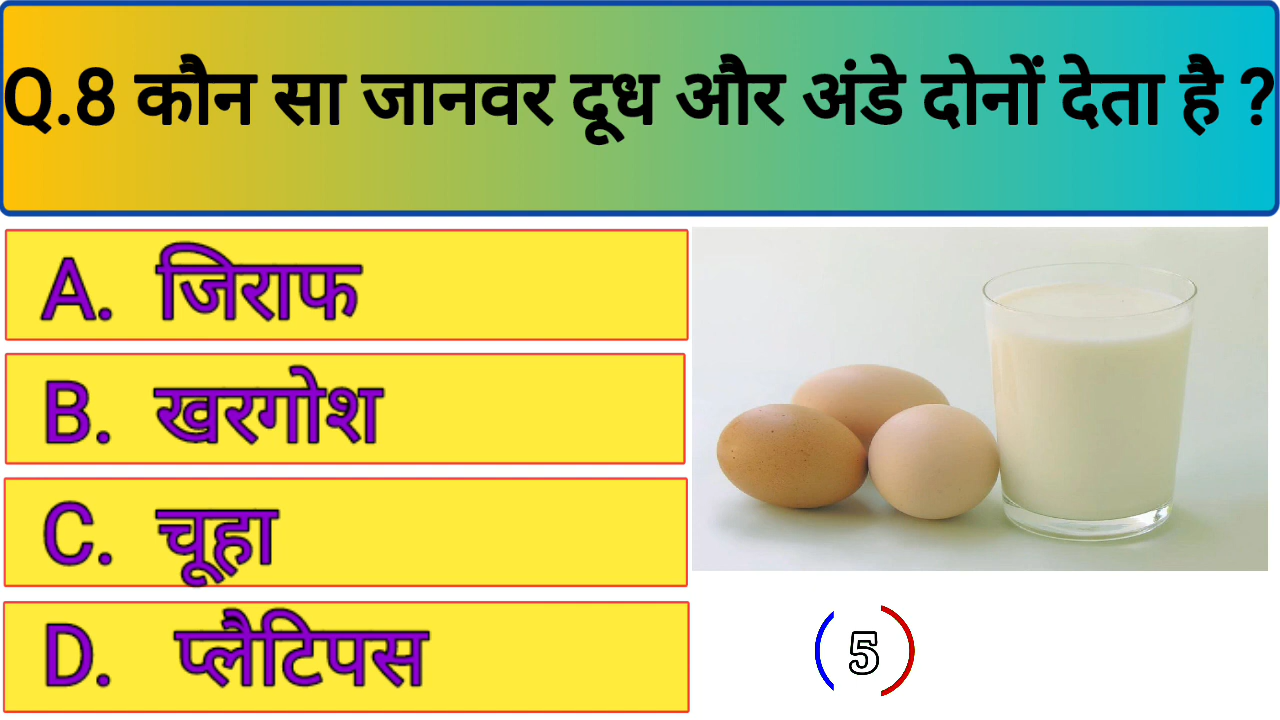 Q.8 कौन सा जानवर दूध और अंडे दोनों देता है ?
A. जिराफ
B. खरगोश
C. चूहा
D. प्लैटिपस
5